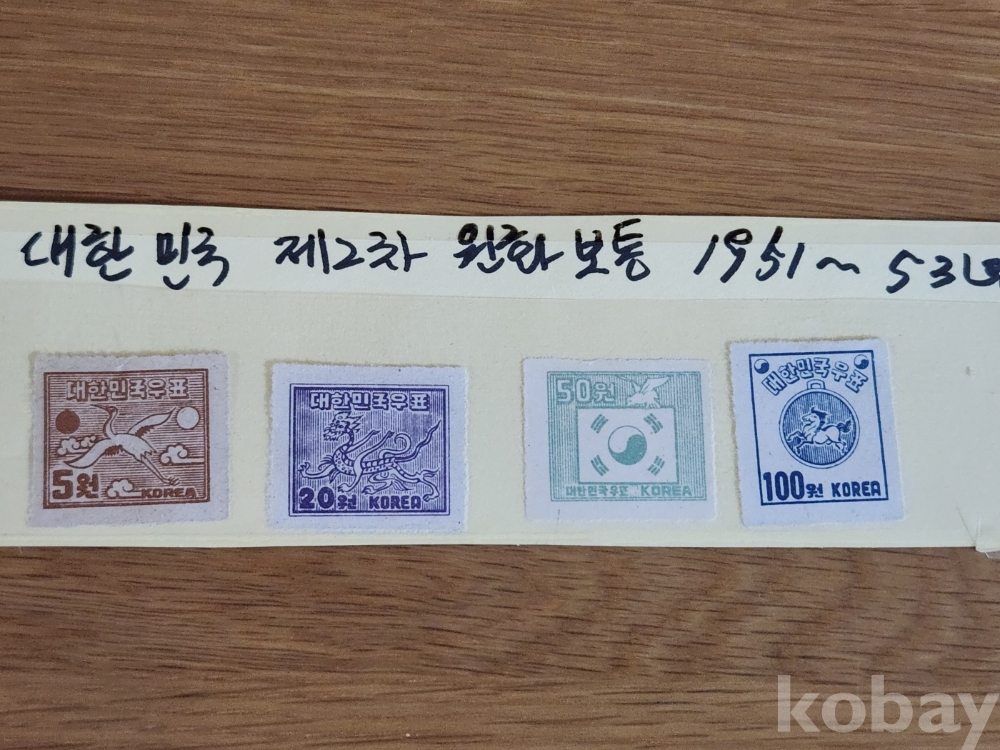 대한 민국 제2차 원화보통 1951~53년
대한민국우표
5원 KOREA
대한민국우표
20원 KOREA
50원
대한민국우표 KOREA
대한민국우표
100원 KOREA
kobay